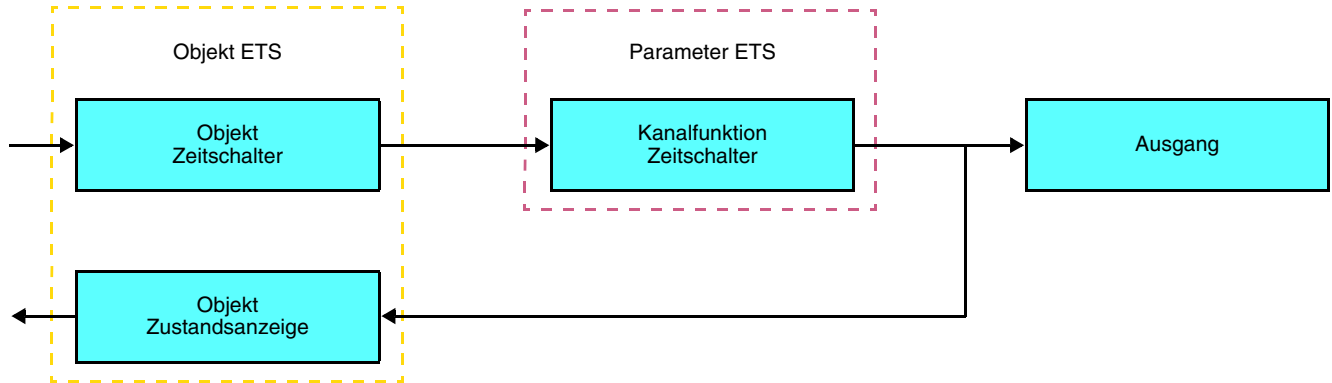 Objekt ETS
Parameter ETS
Objekt
Zeitschalter
Kanalfunktion
Zeitschalter
Ausgang
Objekt
Zustandsanzeige